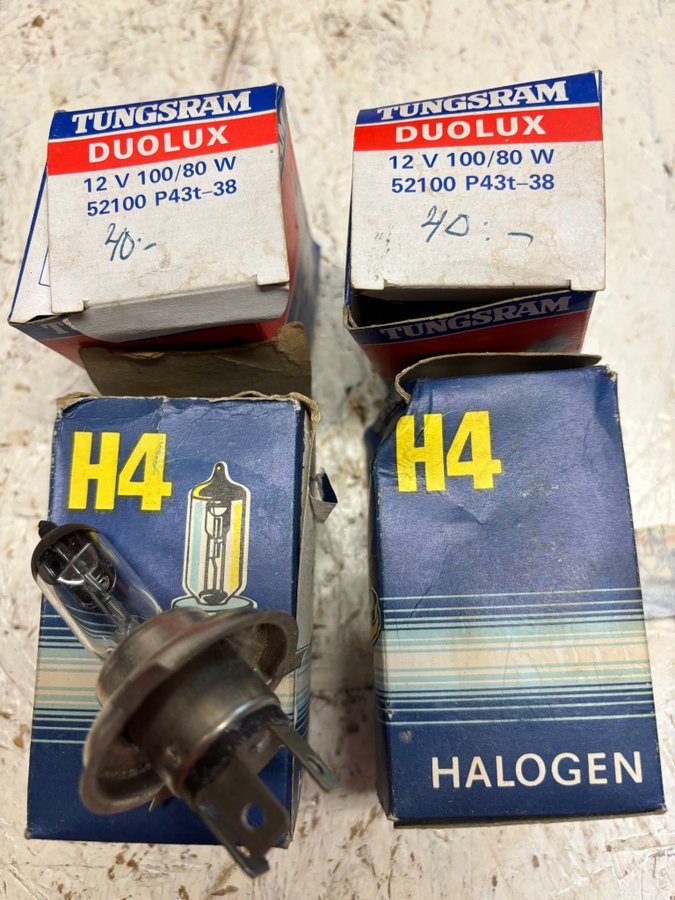 TUNGSRAM
DUOLUX
12 V 100/80 W
52100 P43t-38
40:-
TUNGSRAM
DUOLUX
12 V 100/80 W
52100 P43t-38
40:-
TUNGSRAM
H4
H4
HALOGEN